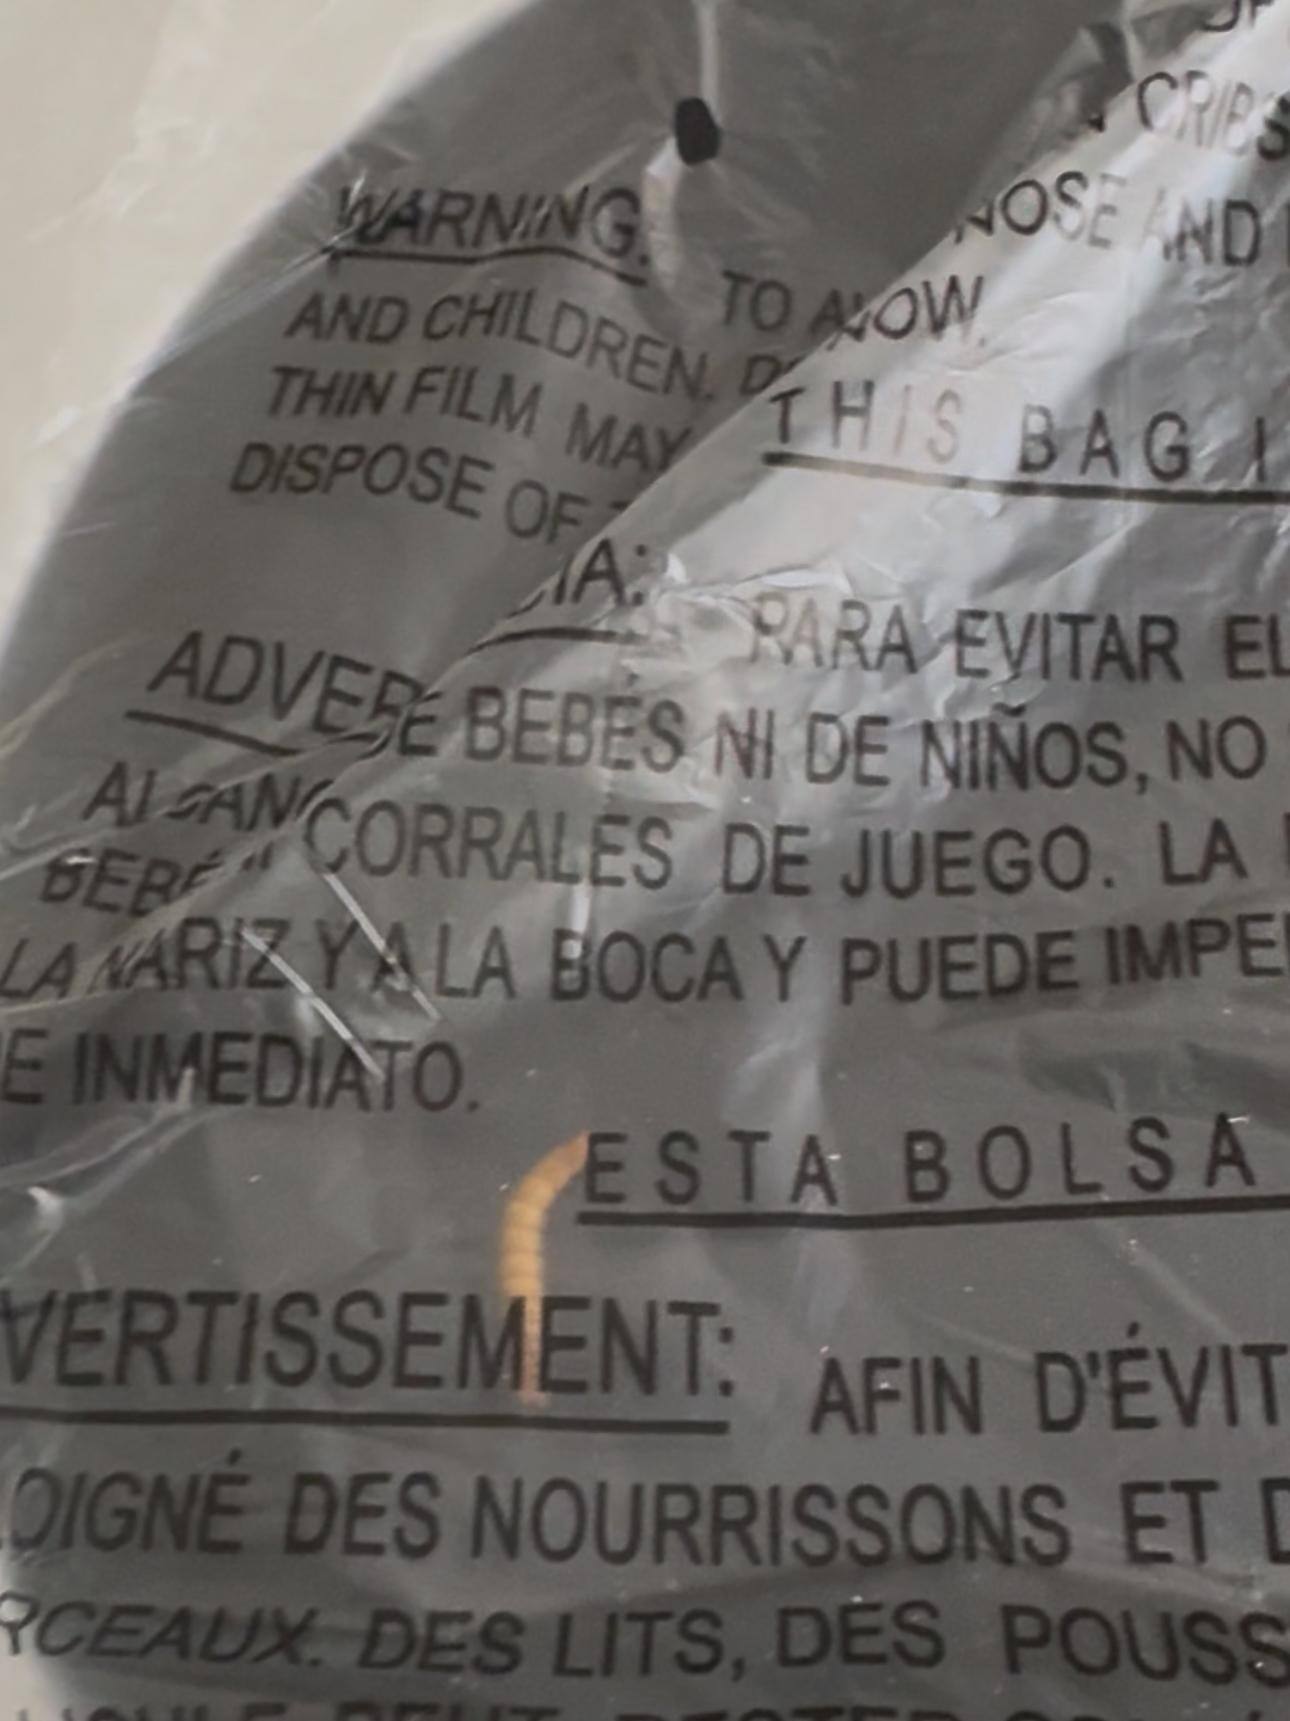 CRIBS
WARNING:
NOSE AND
TO
AND CHILDREN.
THIN FILM MAY
THIS BAG
DISPOSE OF
PARA EVITAR EL
BEBÉS NI DE NIÑOS, NO
CORRALES DE JUEGO. LA
LA NARIZ Y A LA BOCA Y PUEDE IMPE
E INMEDIATO.
ESTA BOLSA
VERTISSEMENT: AFIN D'ÉVIT
OIGNÉ DES NOURRISSONS ET D
RCEAUX. DES LITS, DES POUSS